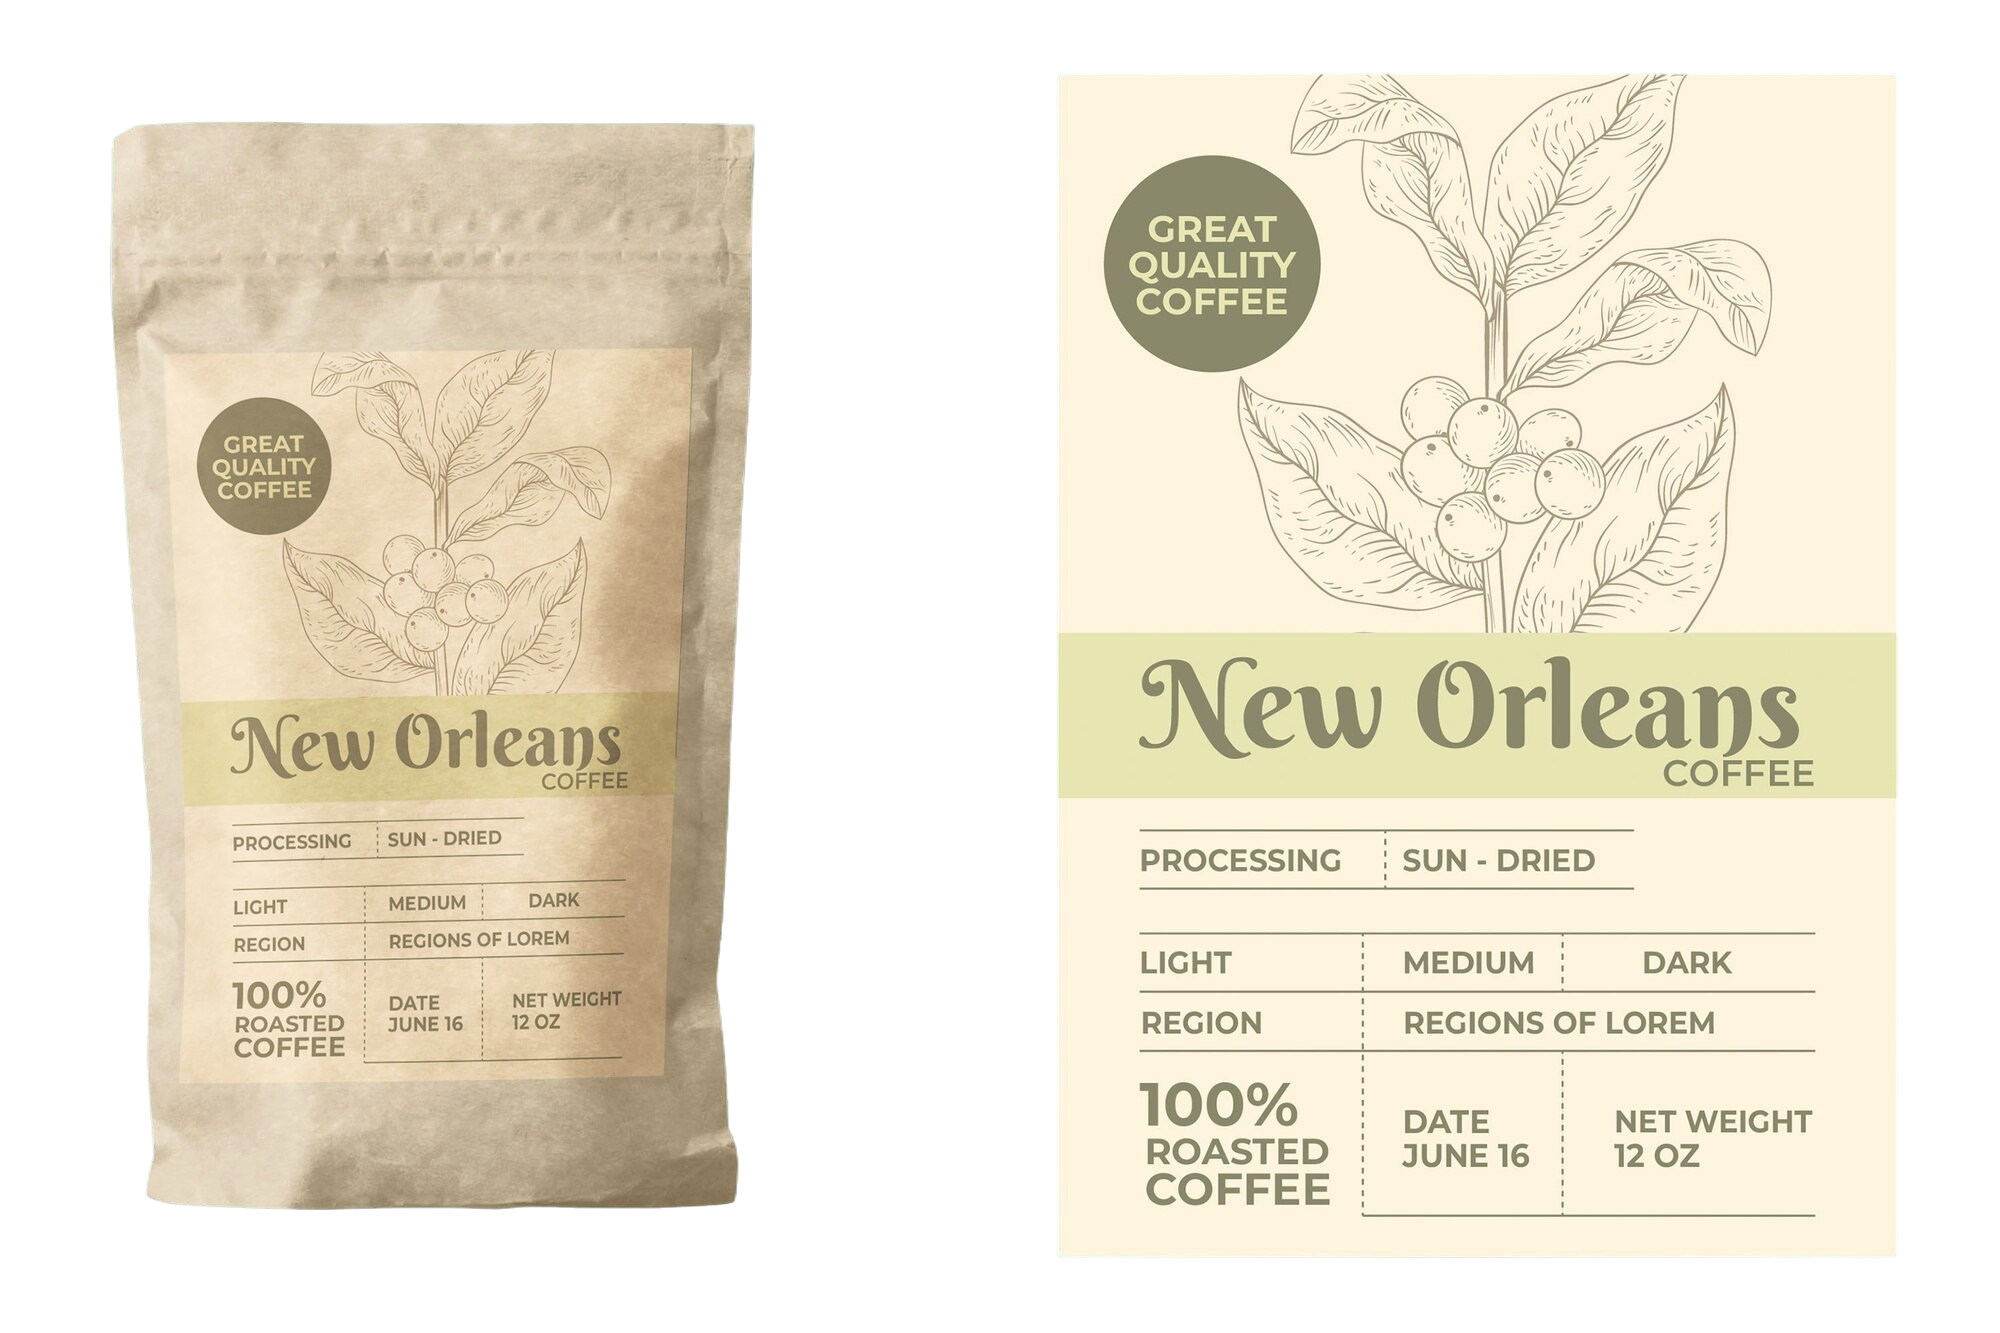 GREAT
QUALITY
COFFEE
New Orleans
COFFEE
PROCESSING SUN - DRIED
LIGHT MEDIUM DARK
REGION REGIONS OF LOREM
100%
ROASTED
COFFEE
DATE
JUNE 16
NET WEIGHT
12 OZ
GREAT
QUALITY
COFFEE
New Orleans
COFFEE
PROCESSING SUN - DRIED
LIGHT MEDIUM DARK
REGION REGIONS OF LOREM
100%
ROASTED
COFFEE
DATE
JUNE 16
NET WEIGHT
12 OZ